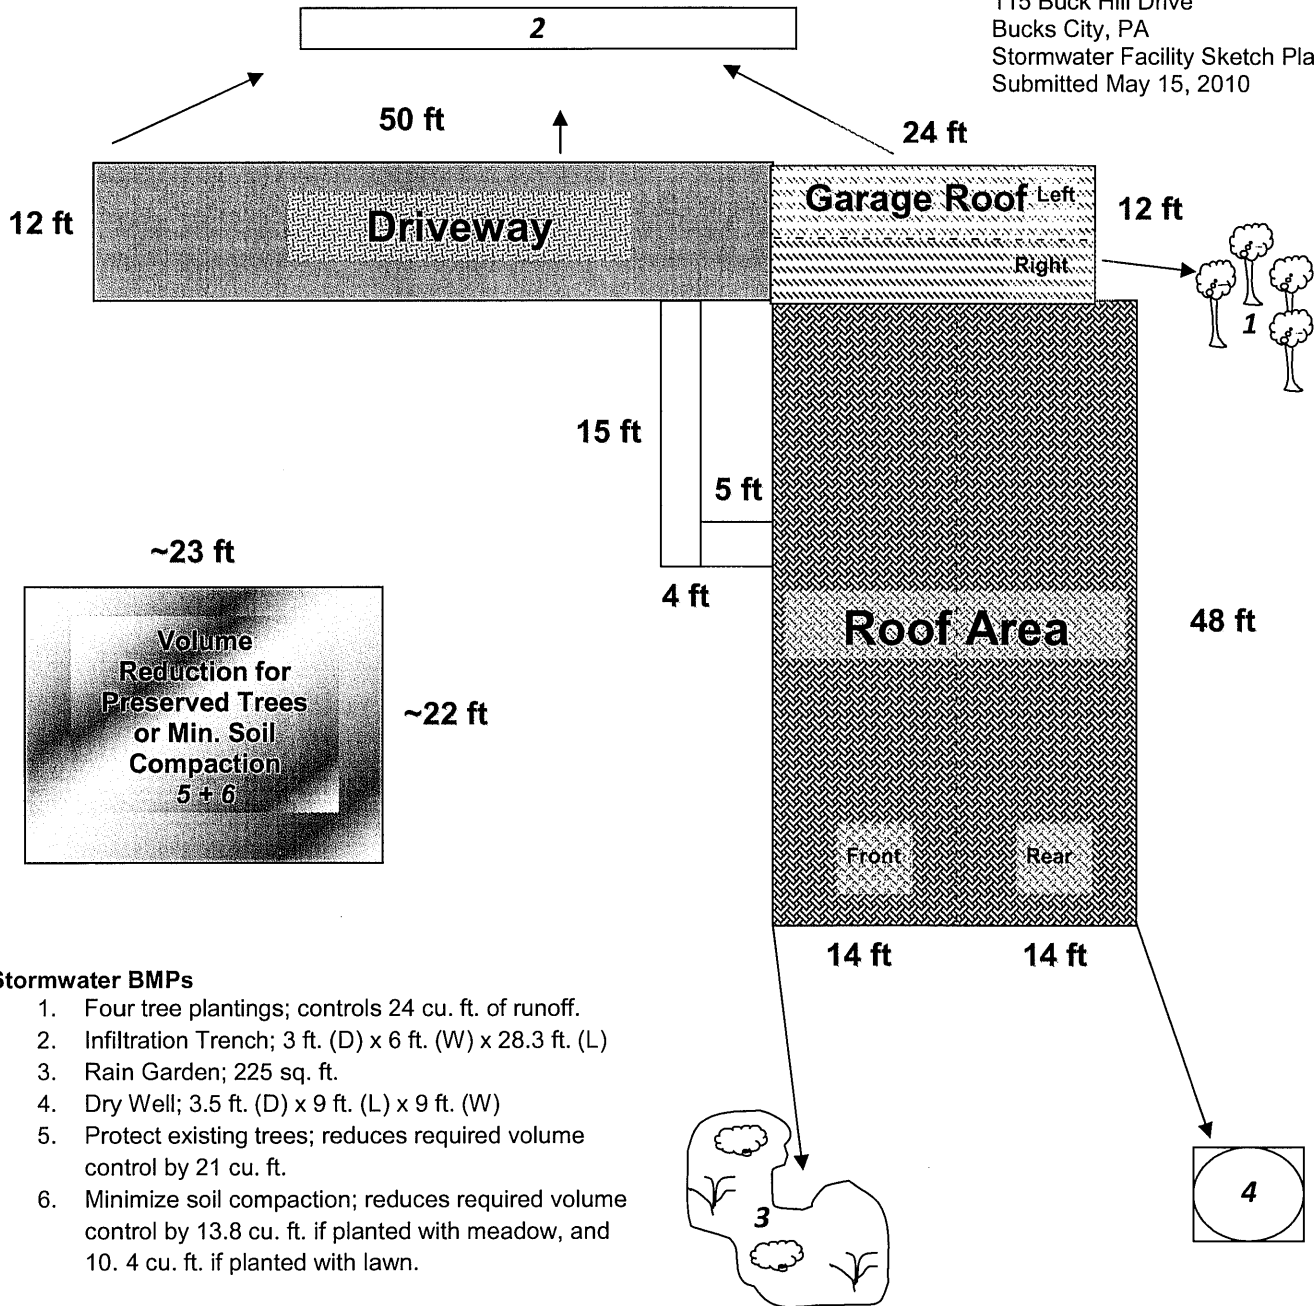 115 Buck Hill Drive
Bucks City, PA
Stormwater Facility Sketch Pla
Submitted May 15, 2010
2
50 ft
24 ft
12 ft
Driveway
Garage Roof Left
Right
12 ft
1
15 ft
5 ft
4 ft
~23 ft
Volume
Reduction for
Preserved Trees
or Min. Soil
Compaction
5 + 6
~22 ft
Roof Area
48 ft
Front
Rear
14 ft
14 ft
Stormwater BMPs
1. Four tree plantings; controls 24 cu. ft. of runoff.
2. Infiltration Trench; 3 ft. (D) x 6 ft. (W) x 28.3 ft. (L)
3. Rain Garden; 225 sq. ft.
4. Dry Well; 3.5 ft. (D) x 9 ft. (L) x 9 ft. (W)
5. Protect existing trees; reduces required volume
control by 21 cu. ft.
6. Minimize soil compaction; reduces required volume
control by 13.8 cu. ft. if planted with meadow, and
10. 4 cu. ft. if planted with lawn.
3
4